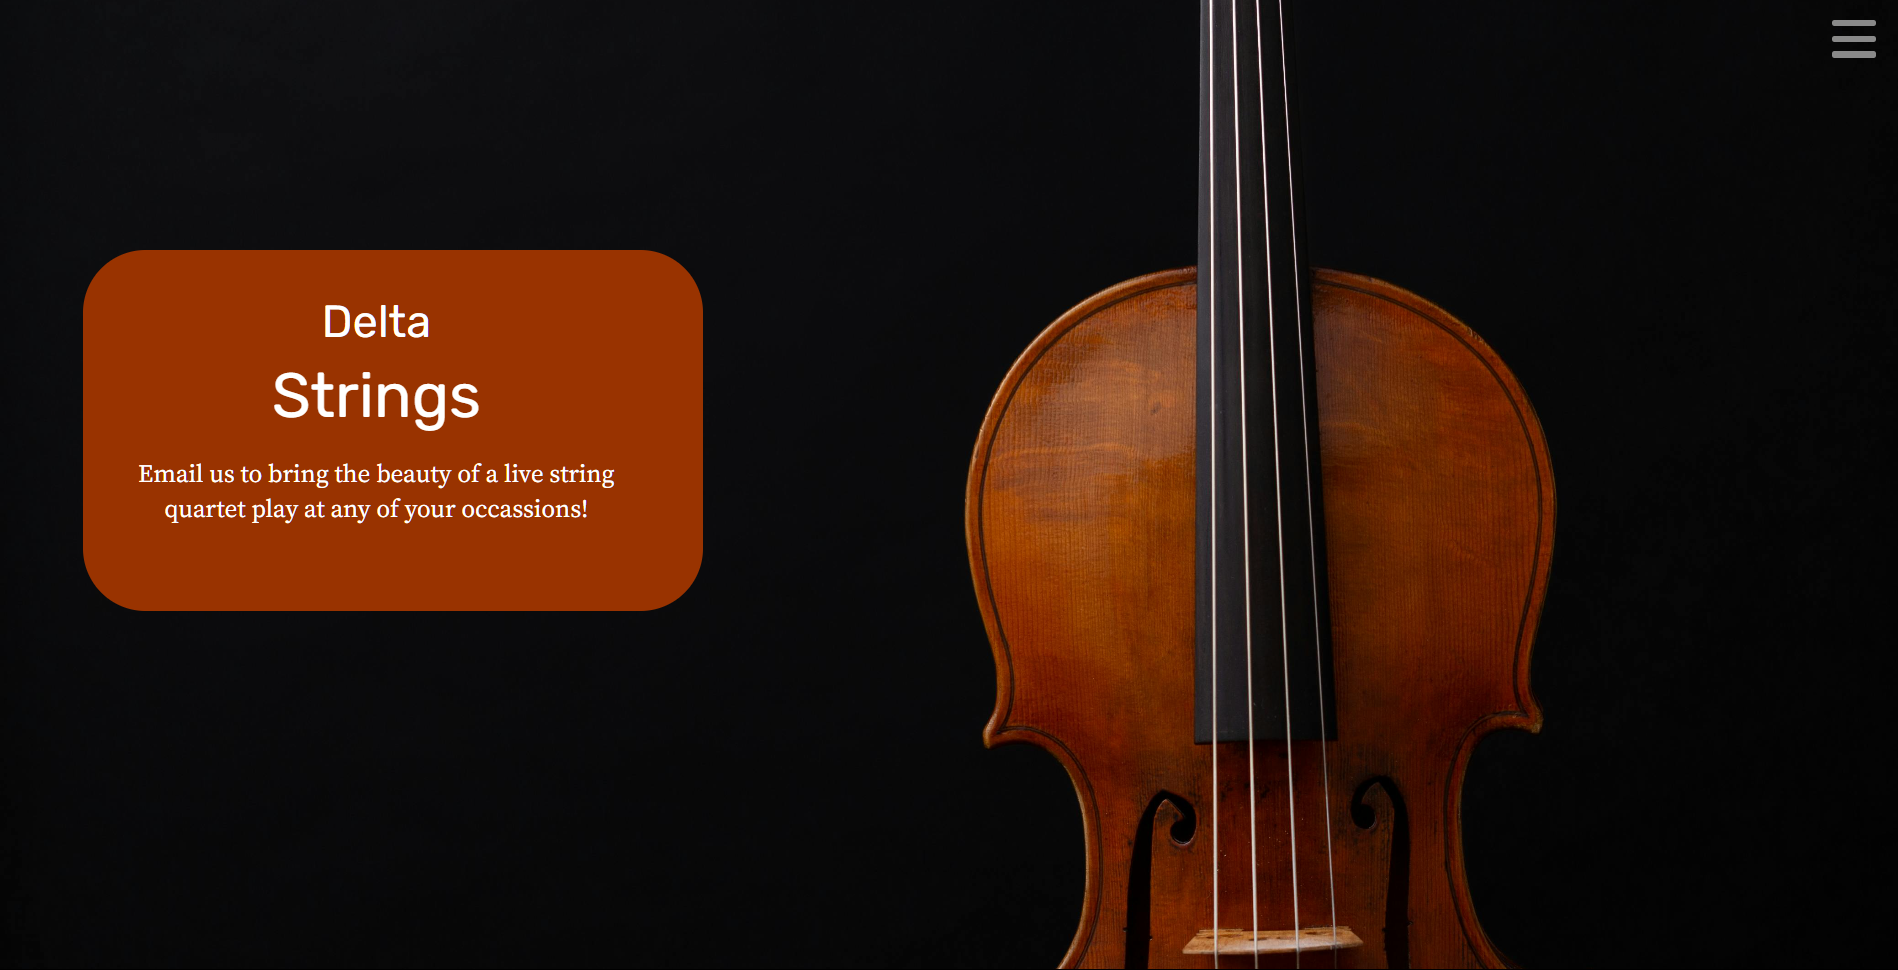 Delta
Strings
Email us to bring the beauty of a live string
quartet play at any of your occassions!